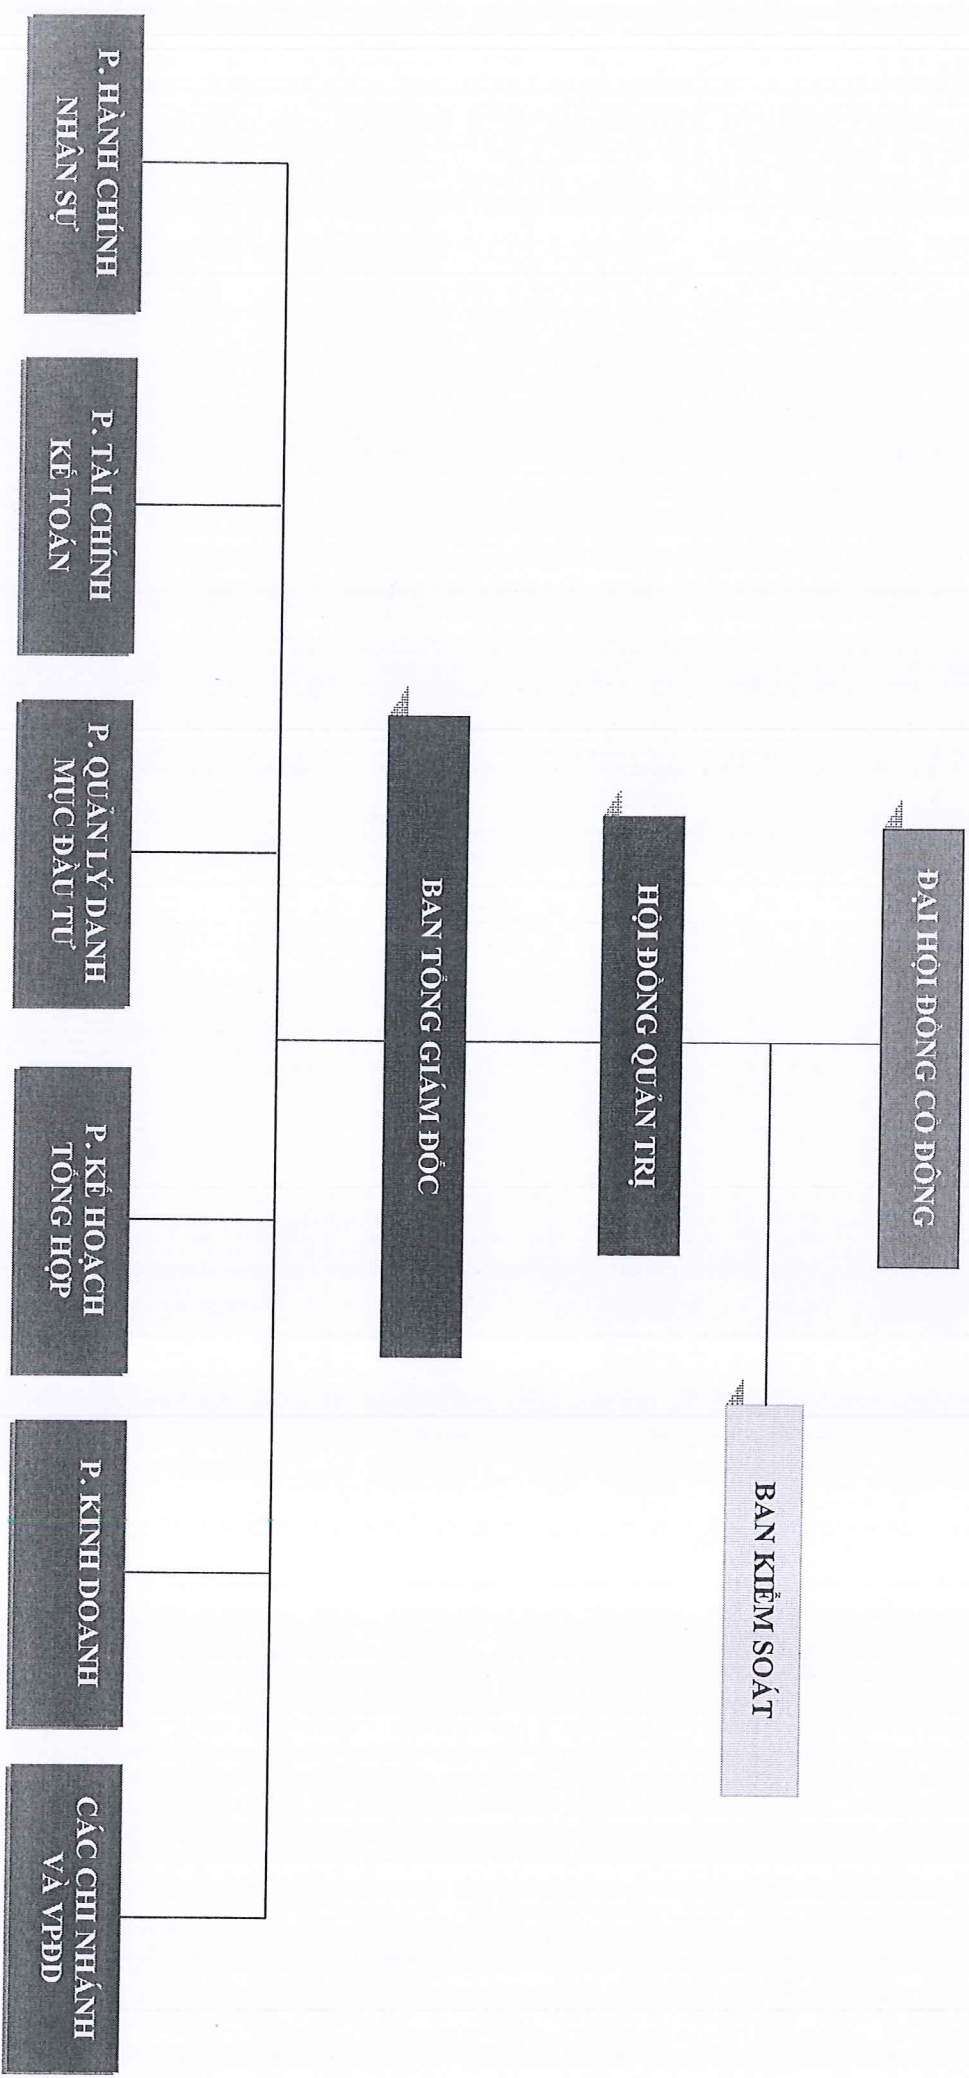 ĐẠI HỘI ĐỒNG CỔ ĐÔNG
BAN KIỂM SOÁT
HỘI ĐỒNG QUẢN TRỊ
BAN TỔNG GIÁM ĐỐC
P. HÀNH CHÍNH
NHÂN SỰ
P. TÀI CHÍNH
KẾ TOÁN
P. QUẢN LÝ DANH
MỤC ĐẦU TƯ
P. KẾ HOẠCH
TỔNG HỢP
P. KINH DOANH
CÁC CHI NHÁNH
VÀ VPĐD